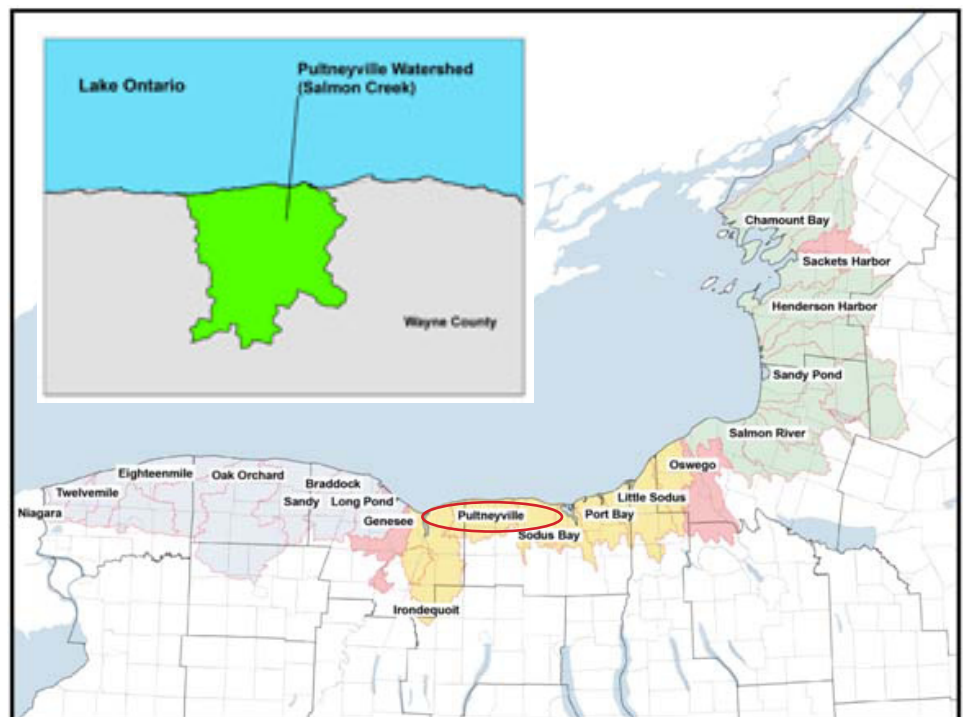 Lake Ontario
Pultneyville Watershed
(Salmon Creek)
Wayne County
Chamount Bay
Sackets Harbor
Henderson Harbor
Sandy Pond
Salmon River
Oswego
Little Sodus
Port Bay
Sodus Bay
Pultneyville
Eighteenmile
Oak Orchard
Braddock
Twelvemile
Sandy
Long Pond
Niagara
Genesee
Irondequoit